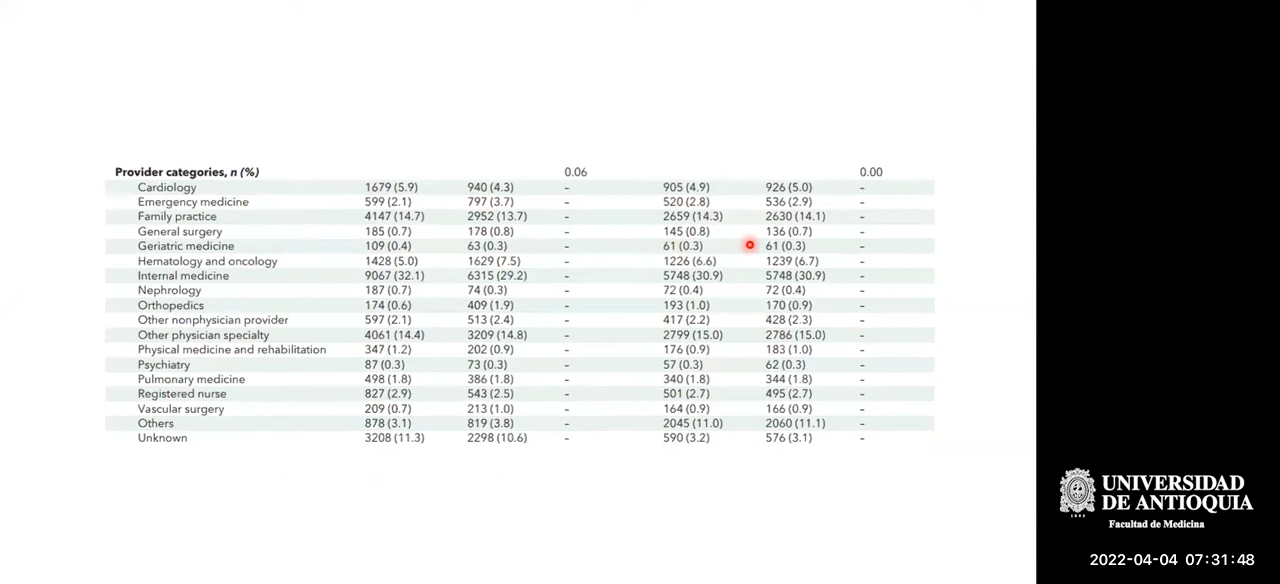 Provider categories, n (%) 0.06 0.00
Cardiology 1679 (5.9) 940 (4.3) - 905 (4.9) 926 (5.0) -
Emergency medicine 599 (2.1) 797 (3.7) - 520 (2.8) 536 (2.9) -
Family practice 4147 (14.7) 2952 (13.7) - 2659 (14.3) 2630 (14.1) -
General surgery 185 (0.7) 178 (0.8) - 145 (0.8) 136 (0.7) -
Geriatric medicine 109 (0.4) 63 (0.3) - 61 (0.3) 61 (0.3) -
Hematology and oncology 1428 (5.0) 1629 (7.5) - 1226 (6.6) 1239 (6.7) -
Internal medicine 9067 (32.1) 6315 (29.2) - 5748 (30.9) 5748 (30.9) -
Nephrology 187 (0.7) 74 (0.3) - 72 (0.4) 72 (0.4) -
Orthopedics 174 (0.6) 409 (1.9) - 193 (1.0) 170 (0.9) -
Other nonphysician provider 597 (2.1) 513 (2.4) - 417 (2.2) 428 (2.3) -
Other physician specialty 4061 (14.4) 3209 (14.8) - 2799 (15.0) 2786 (15.0) -
Physical medicine and rehabilitation 347 (1.2) 202 (0.9) - 176 (0.9) 183 (1.0) -
Psychiatry 87 (0.3) 73 (0.3) - 57 (0.3) 62 (0.3) -
Pulmonary medicine 498 (1.8) 386 (1.8) - 340 (1.8) 344 (1.8) -
Registered nurse 827 (2.9) 543 (2.5) - 501 (2.7) 495 (2.7) -
Vascular surgery 209 (0.7) 213 (1.0) - 164 (0.9) 166 (0.9) -
Others 878 (3.1) 819 (3.8) - 2045 (11.0) 2060 (11.1) -
Unknown 3208 (11.3) 2298 (10.6) - 590 (3.2) 576 (3.1) -
UNIVERSIDAD
DE ANTIOQUIA
Facultad de Medicina
2022-04-04 07:31:48